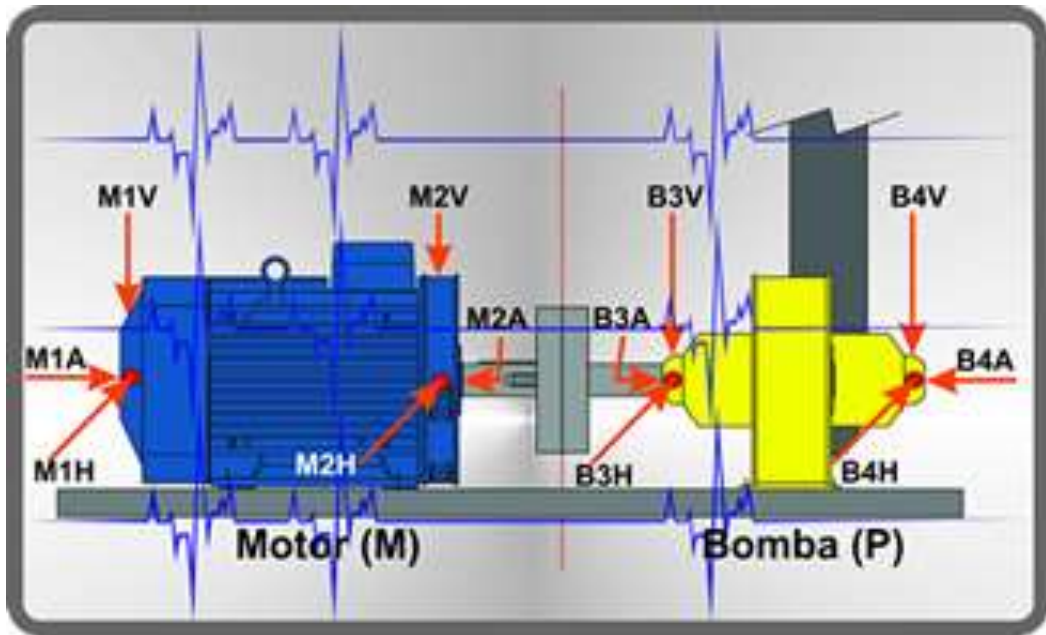 M1V
M2V
B3V
B4V
M2A
B3A
M1A
B4A
M1H
M2H
B3H
B4H
Motor (M)
Bomba (P)